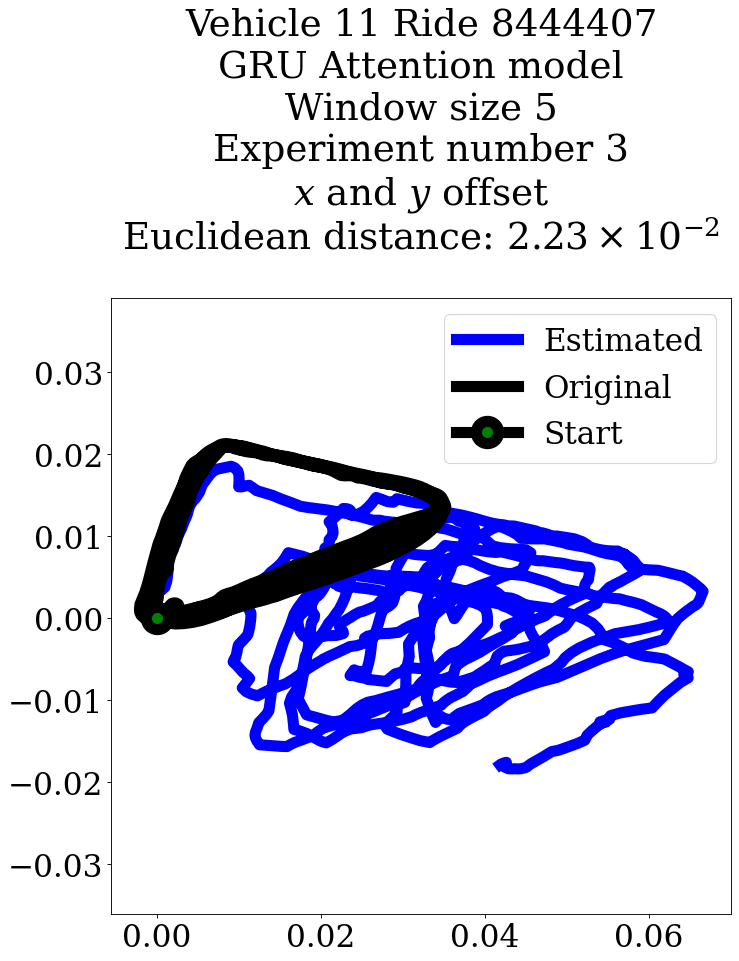 Vehicle 11 Ride 8444407
GRU Attention model
Window size 5
Experiment number 3
x and y offset
Euclidean distance: 2.23 × 10⁻²
Estimated
Original
Start
0.03
0.02
0.01
0.00
−0.01
−0.02
−0.03
0.00 0.02 0.04 0.06